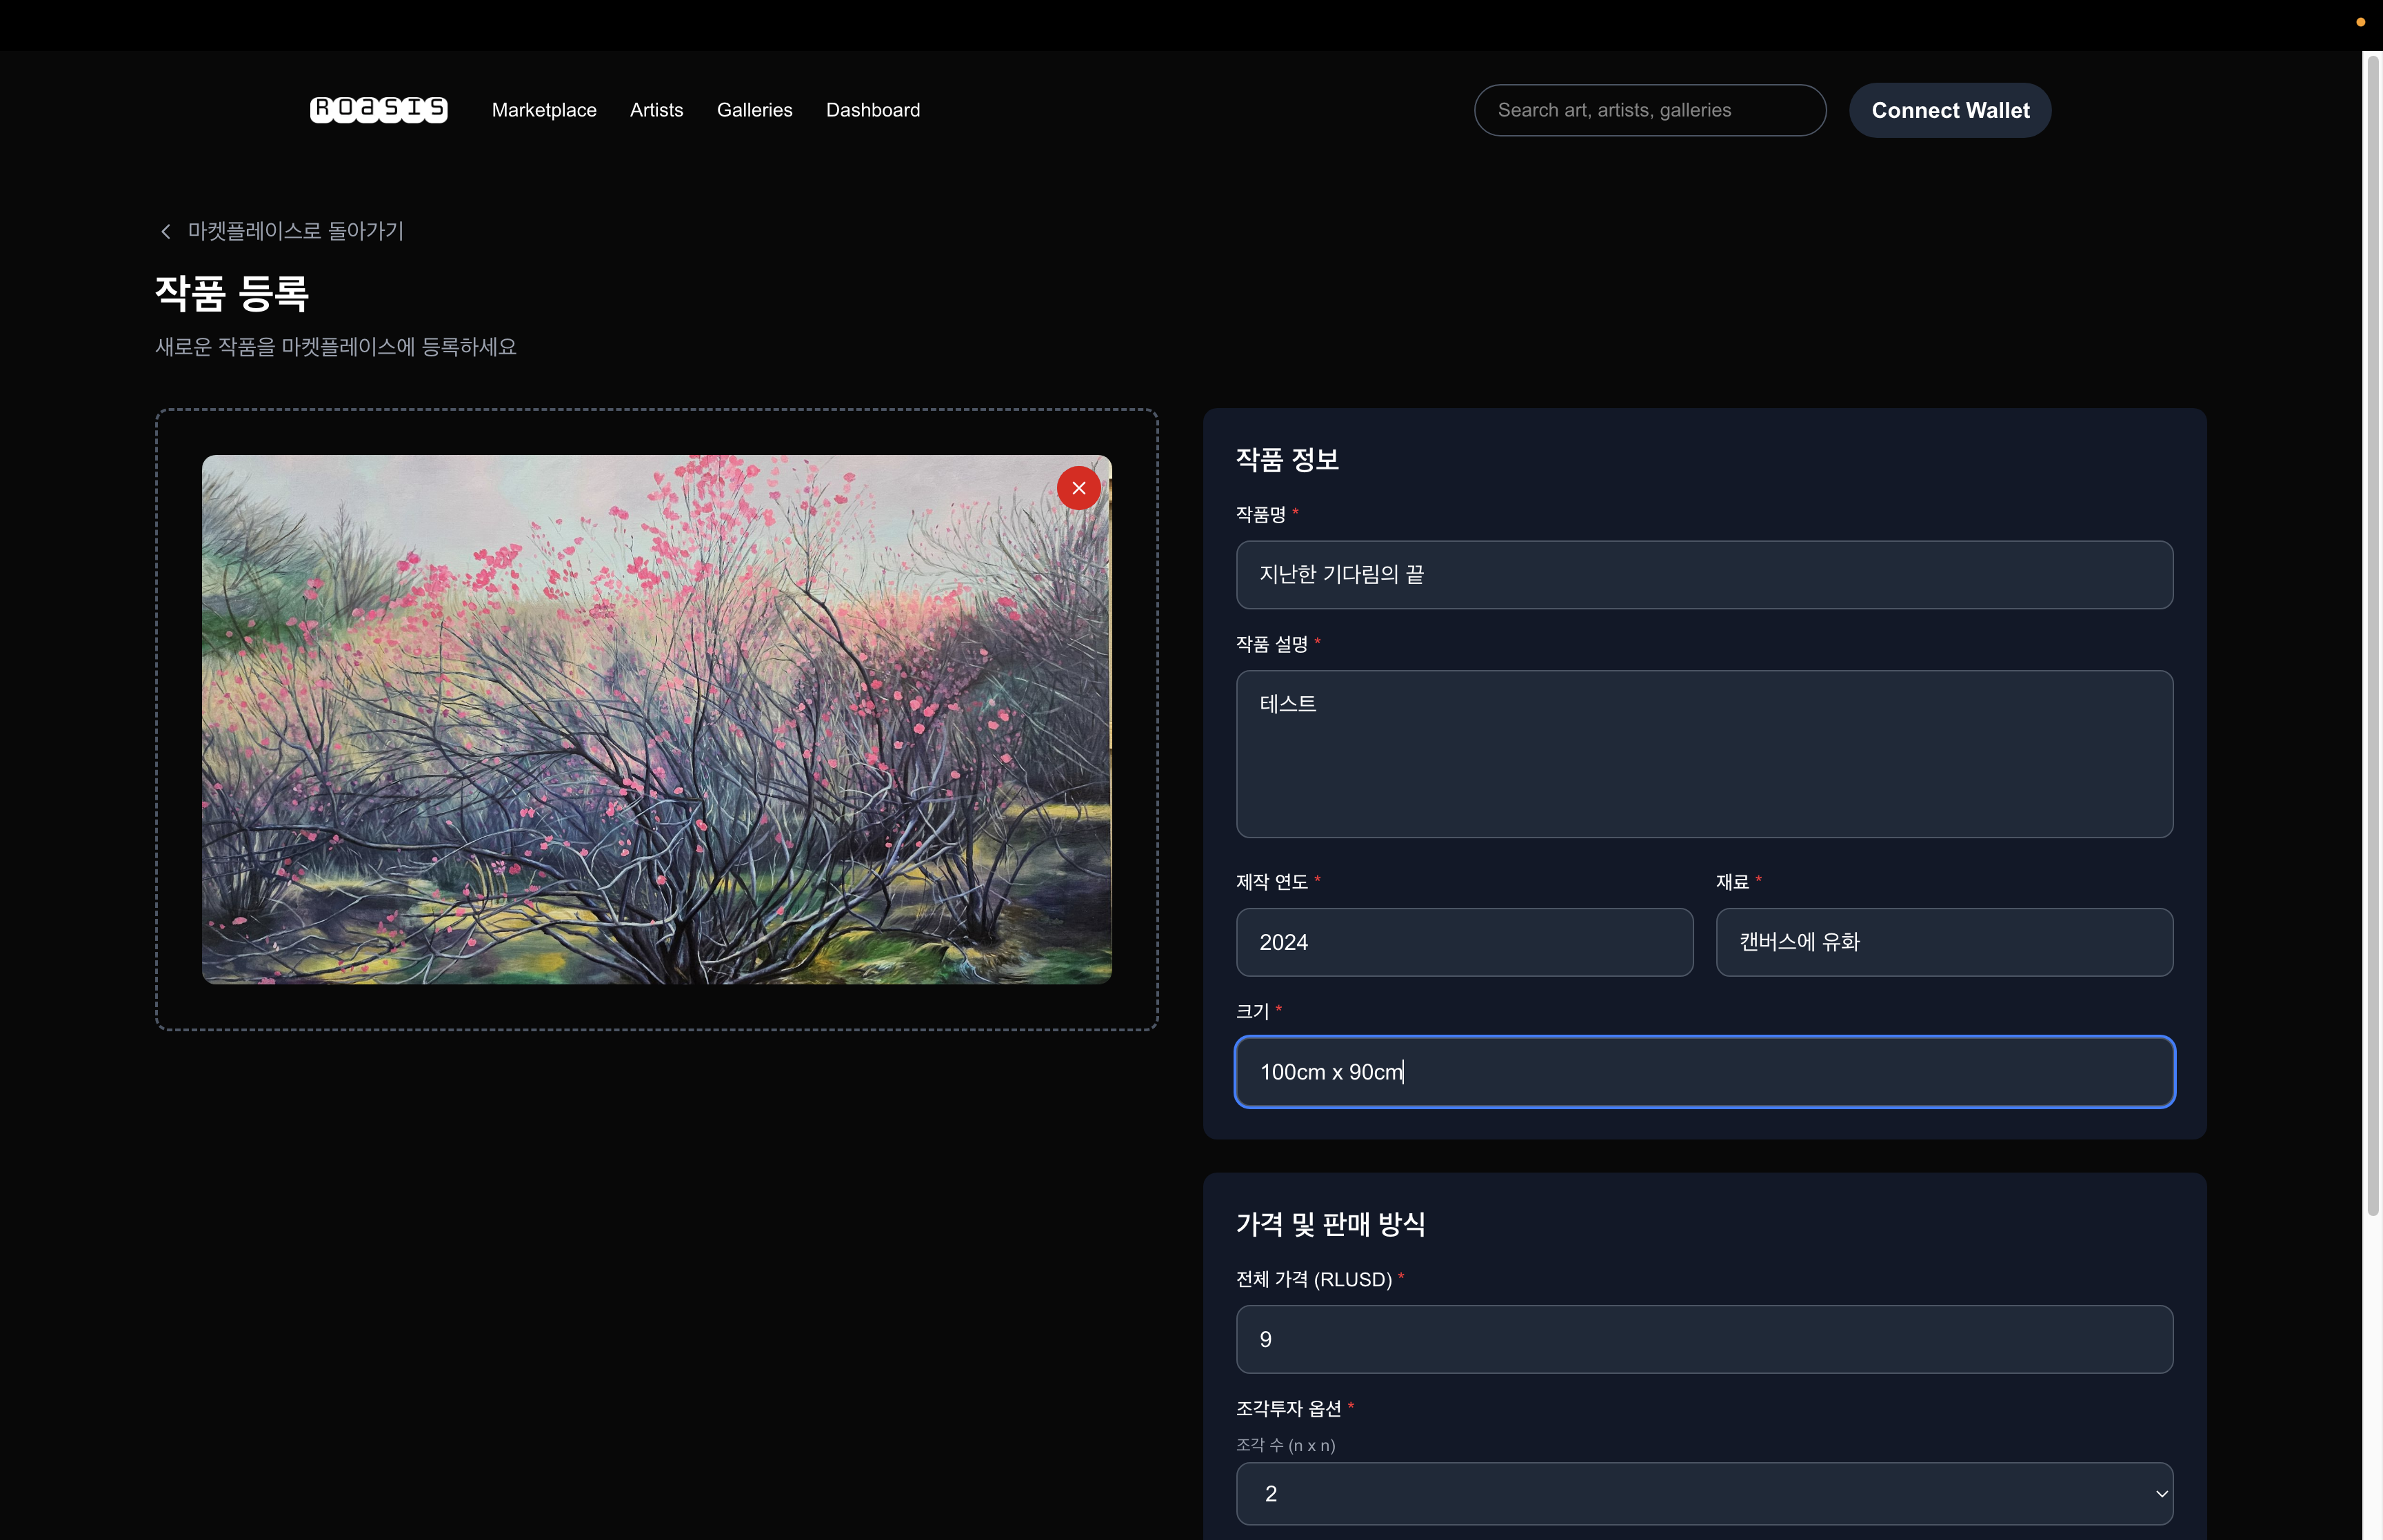 ROASIS
Marketplace
Artists
Galleries
Dashboard
Search art, artists, galleries
Connect Wallet
마켓플레이스로 돌아가기
작품 등록
새로운 작품을 마켓플레이스에 등록하세요
작품 정보
작품명 *
지난한 기다림의 끝
작품 설명 *
테스트
제작 연도 *
2024
재료 *
캔버스에 유화
크기 *
100cm x 90cm
가격 및 판매 방식
전체 가격 (RLUSD) *
9
조각투자 옵션 *
조각 수 (n x n)
2